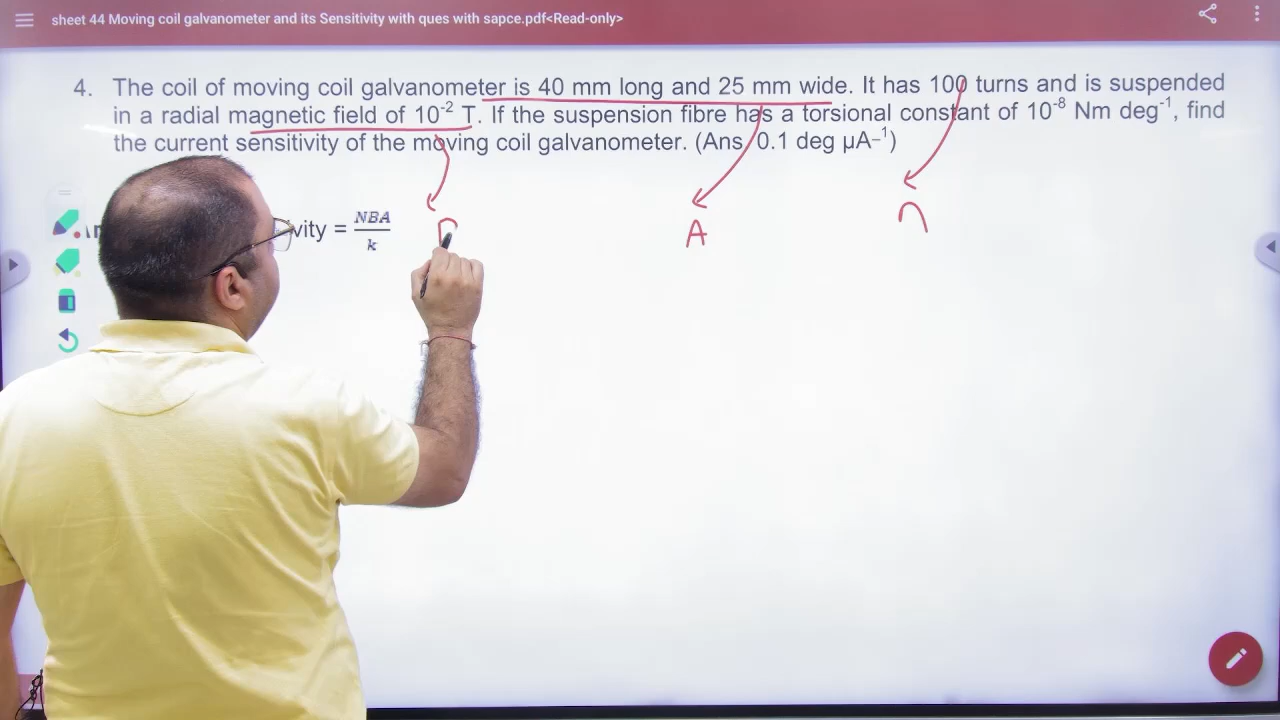 sheet 44 Moving coil galvanometer and its Sensitivity with ques with sapce.pdf<Read-only>
4. The coil of moving coil galvanometer is 40 mm long and 25 mm wide. It has 100 turns and is suspended
in a radial magnetic field of 10⁻² T. If the suspension fibre has a torsional constant of 10⁻⁸ Nm deg⁻¹, find
the current sensitivity of the moving coil galvanometer. (Ans 0.1 deg µA⁻¹)
= NBA
k
A
n